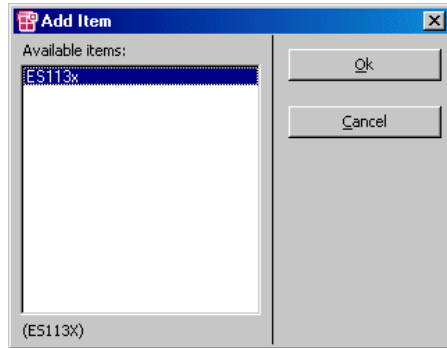 Add Item
Available items:
ES113x
Ok
Cancel
(ES113X)